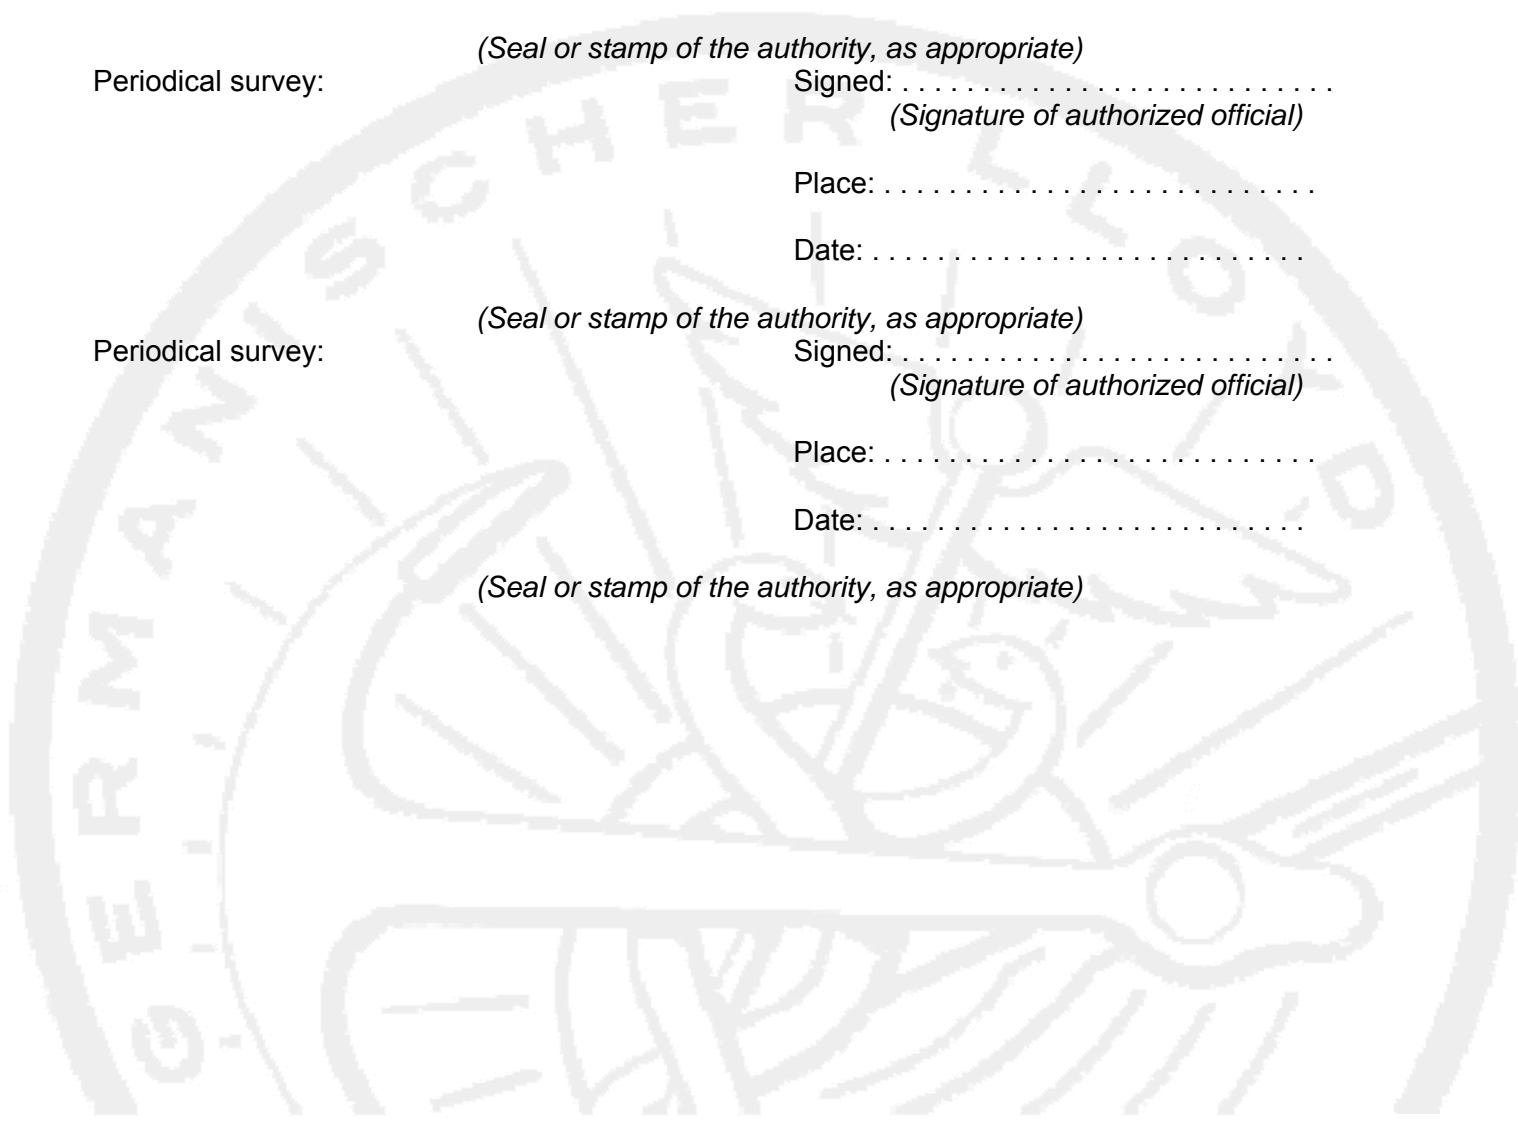 (Seal or stamp of the authority, as appropriate)
Periodical survey: Signed: . . . . . . . . . . . . . . . . . . . . . . . . . . .
(Signature of authorized official)
Place: . . . . . . . . . . . . . . . . . . . . . . . . . . .
Date: . . . . . . . . . . . . . . . . . . . . . . . . . . .
(Seal or stamp of the authority, as appropriate)
Periodical survey: Signed: . . . . . . . . . . . . . . . . . . . . . . . . . . .
(Signature of authorized official)
Place: . . . . . . . . . . . . . . . . . . . . . . . . . . .
Date: . . . . . . . . . . . . . . . . . . . . . . . . . . .
(Seal or stamp of the authority, as appropriate)
GERMANISCHER LLOYD